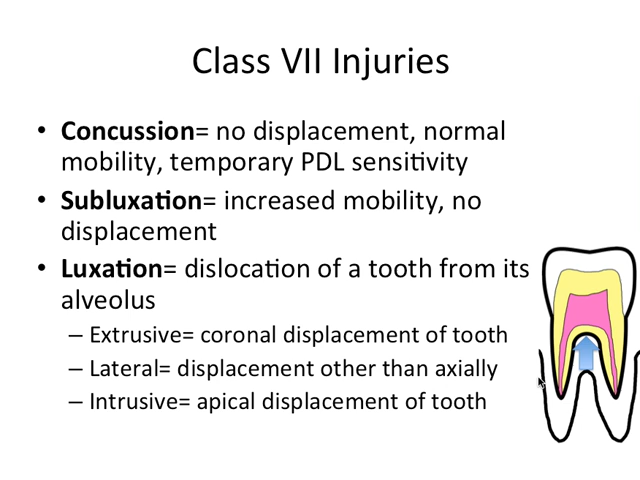 Class VII Injuries
• Concussion= no displacement, normal
mobility, temporary PDL sensitivity
• Subluxation= increased mobility, no
displacement
• Luxation= dislocation of a tooth from its
alveolus
– Extrusive= coronal displacement of tooth
– Lateral= displacement other than axially
– Intrusive= apical displacement of tooth